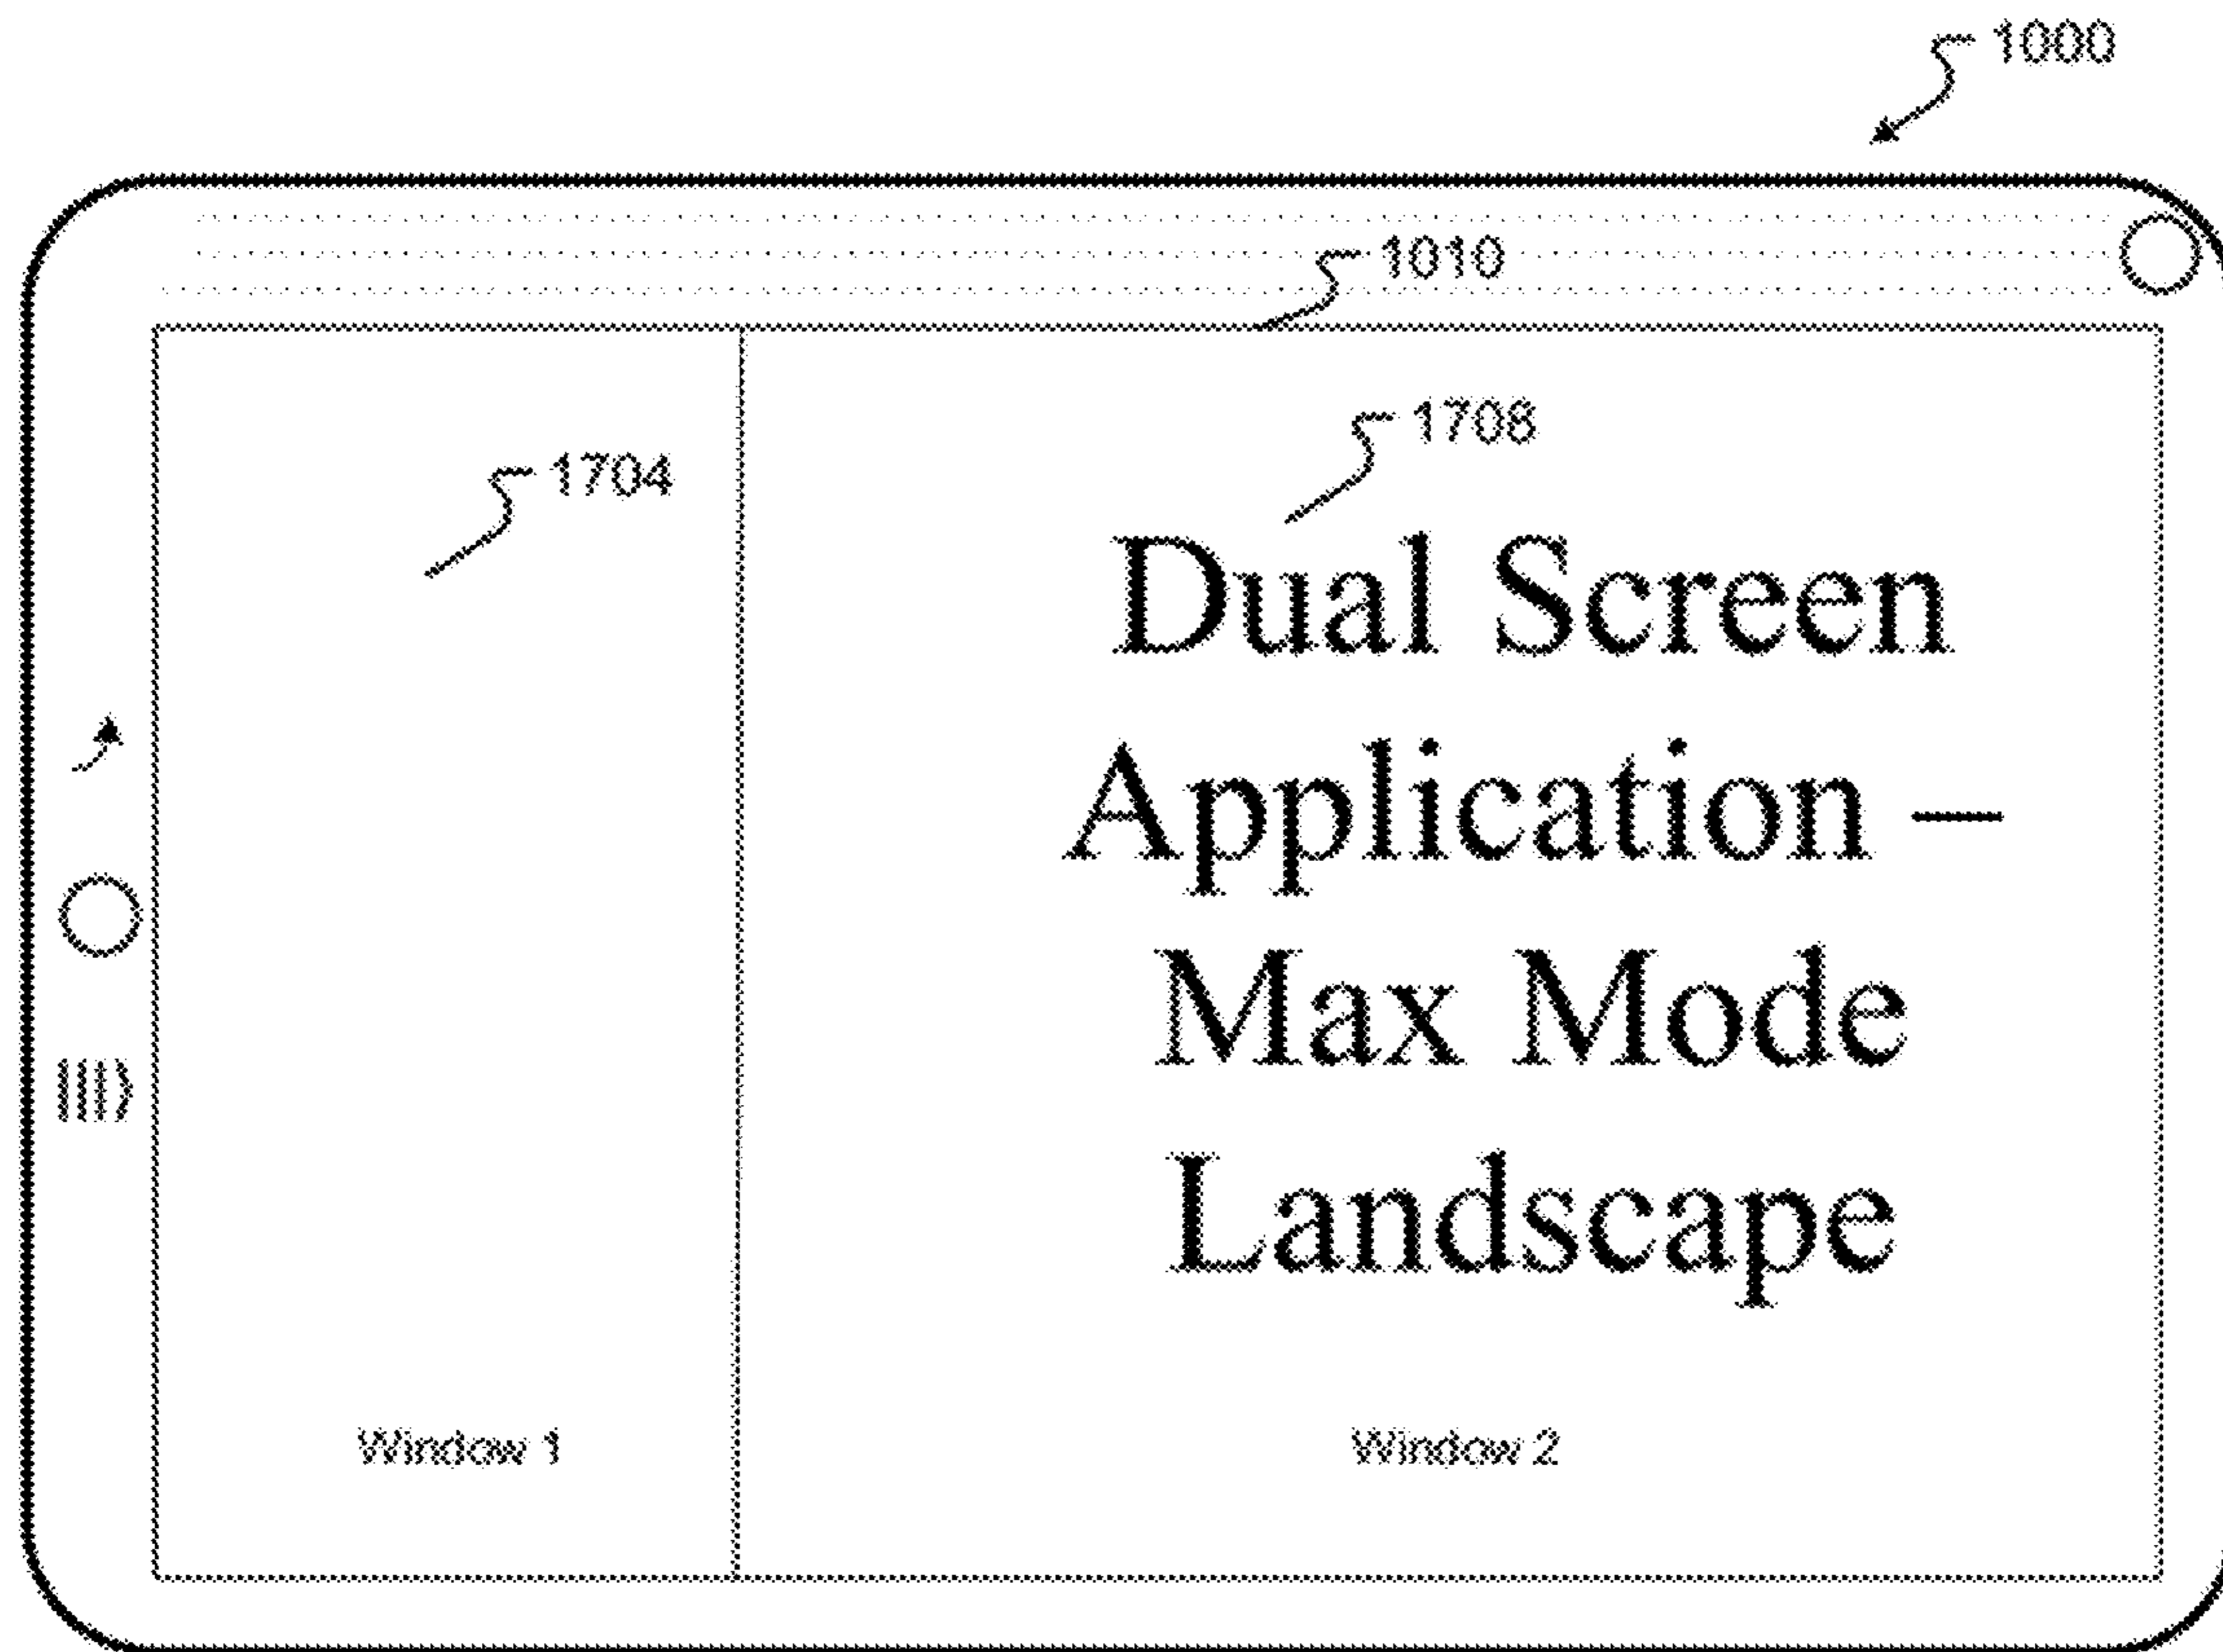 1000
1010
1704
1708
Dual Screen
Application –
Max Mode
Landscape
Window 1
Window 2